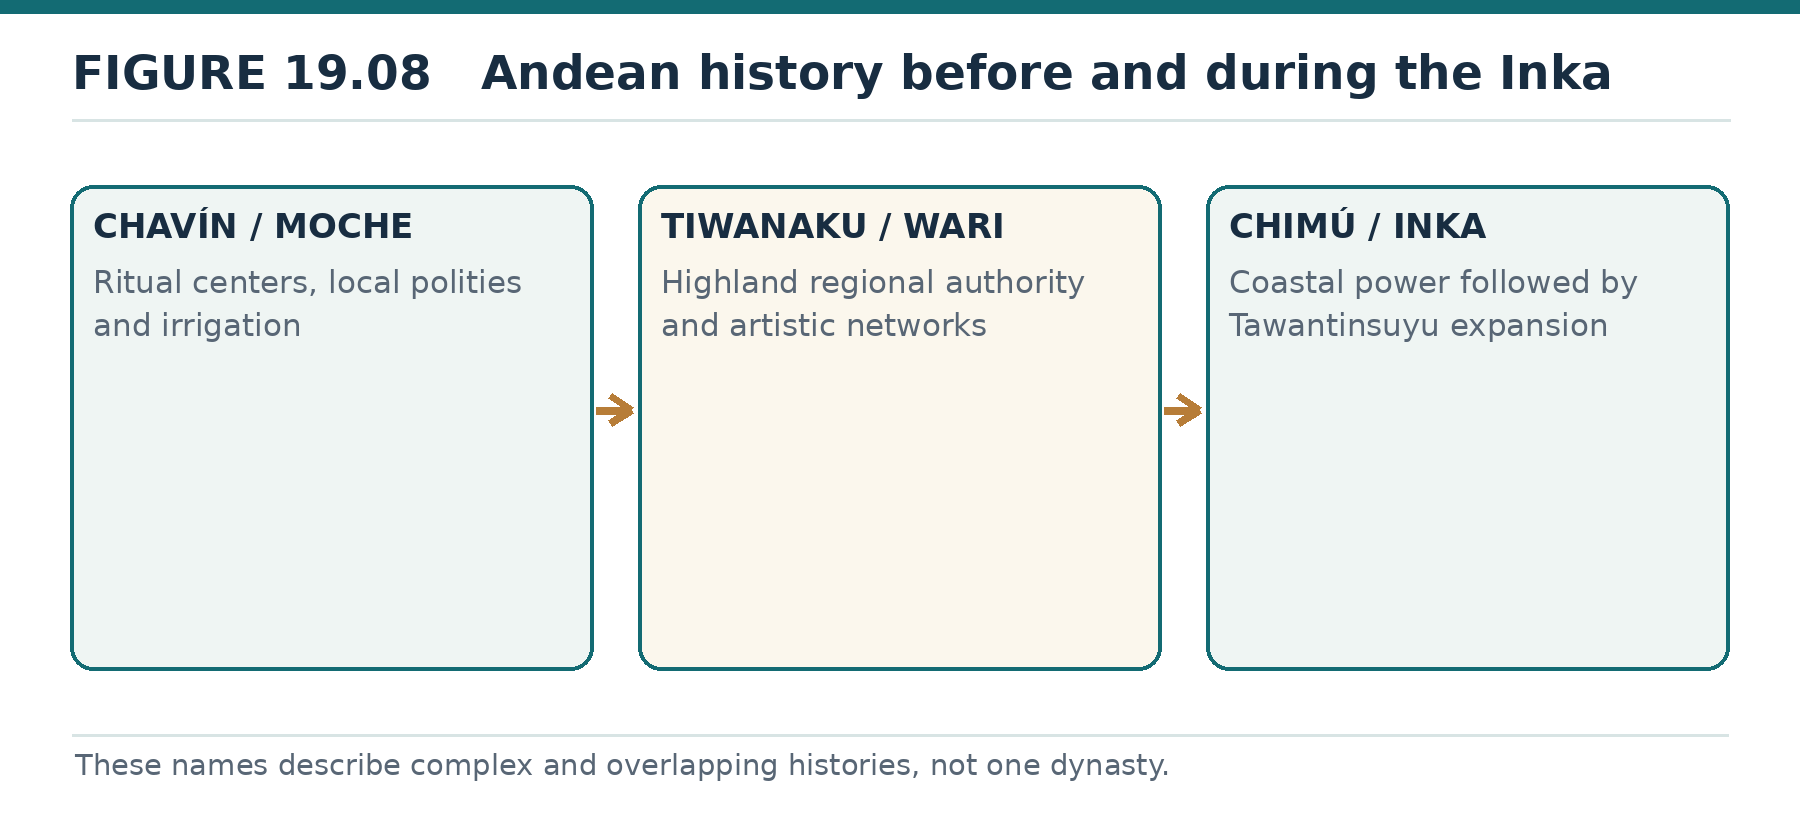 FIGURE 19.08 Andean history before and during the Inka
CHAVÍN / MOCHE
Ritual centers, local polities
and irrigation
TIWANAKU / WARI
Highland regional authority
and artistic networks
CHIMÚ / INKA
Coastal power followed by
Tawantinsuyu expansion
These names describe complex and overlapping histories, not one dynasty.